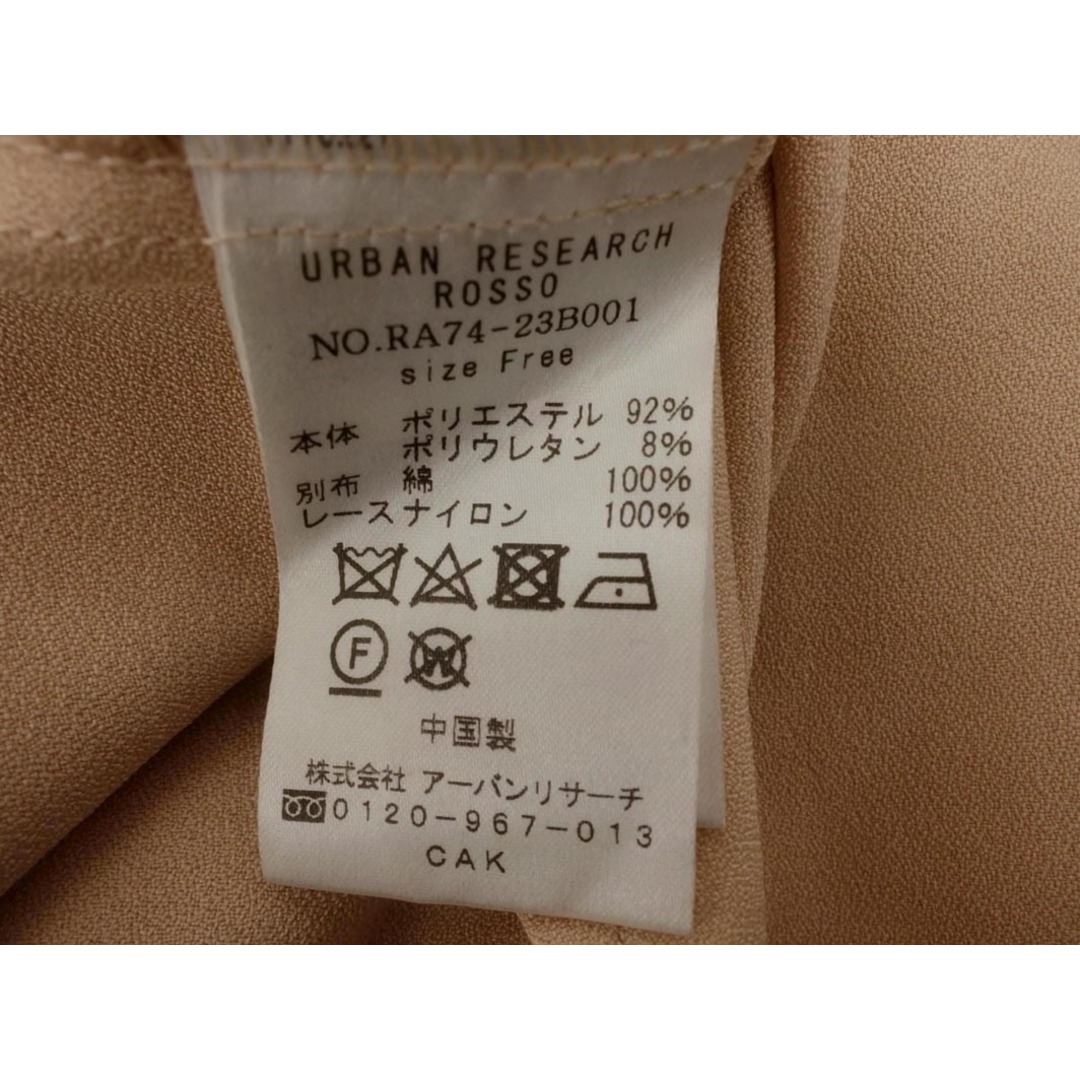 URBAN RESEARCH
ROSSO
NO.RA74-23B001
size Free
本体 ポリエステル 92%
ポリウレタン 8%
別布 綿 100%
レースナイロン 100%
F W
中国製
株式会社 アーバンリサーチ
0120-967-013
CAK